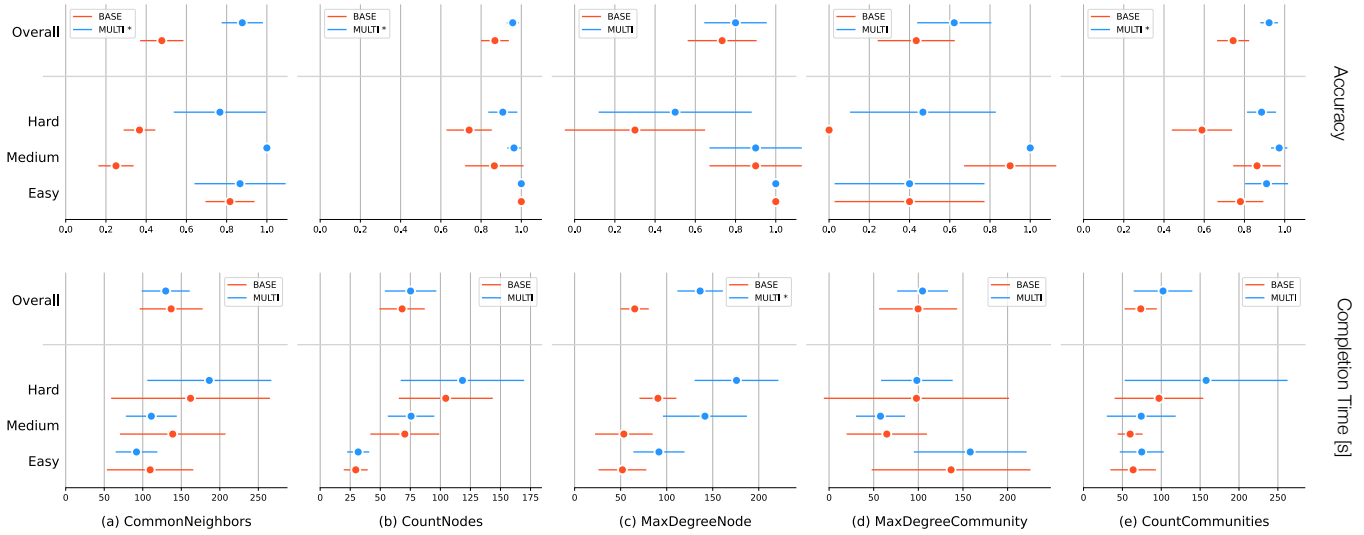 BASE
MULTI *
BASE
MULTI *
BASE
MULTI
BASE
MULTI
BASE
MULTI *
Overall
Hard
Medium
Easy
Accuracy
0.0 0.2 0.4 0.6 0.8 1.0
0.0 0.2 0.4 0.6 0.8 1.0
0.0 0.2 0.4 0.6 0.8 1.0
0.0 0.2 0.4 0.6 0.8 1.0
0.0 0.2 0.4 0.6 0.8 1.0
BASE
MULTI
BASE
MULTI
BASE
MULTI *
BASE
MULTI
BASE
MULTI
Overall
Hard
Medium
Easy
Completion Time [s]
0 50 100 150 200 250
0 25 50 75 100 125 150 175
0 50 100 150 200
0 50 100 150 200
0 50 100 150 200 250
(a) CommonNeighbors
(b) CountNodes
(c) MaxDegreeNode
(d) MaxDegreeCommunity
(e) CountCommunities